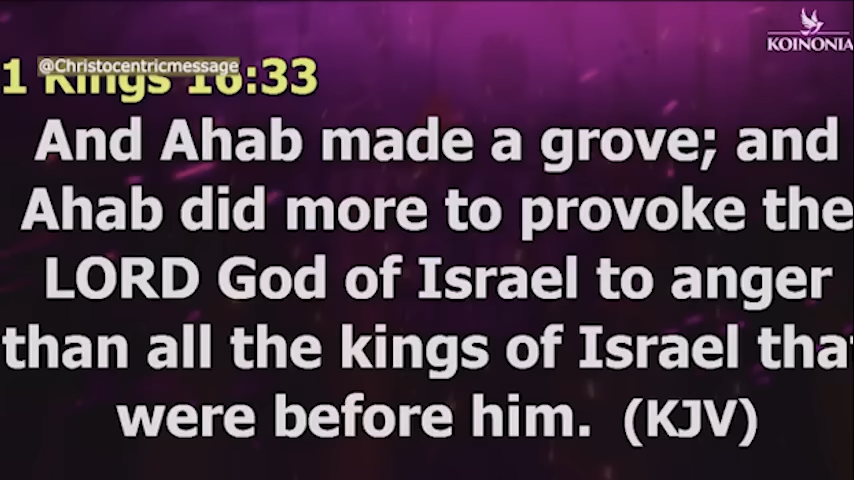 KOINONIA
@Christocentricmessage
1 Kings 16:33
And Ahab made a grove; and
Ahab did more to provoke the
LORD God of Israel to anger
than all the kings of Israel that
were before him. (KJV)